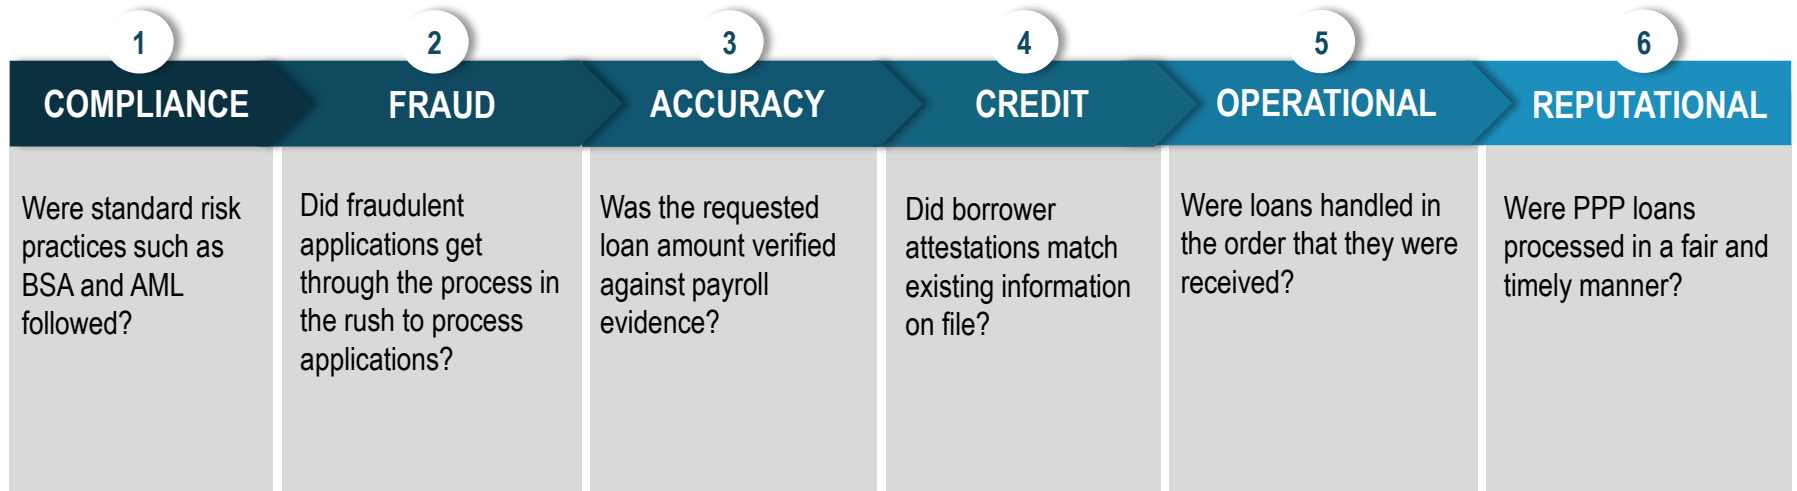 1
COMPLIANCE
Were standard risk
practices such as
BSA and AML
followed?
2
FRAUD
Did fraudulent
applications get
through the process in
the rush to process
applications?
3
ACCURACY
Was the requested
loan amount verified
against payroll
evidence?
4
CREDIT
Did borrower
attestations match
existing information
on file?
5
OPERATIONAL
Were loans handled in
the order that they were
received?
6
REPUTATIONAL
Were PPP loans
processed in a fair and
timely manner?